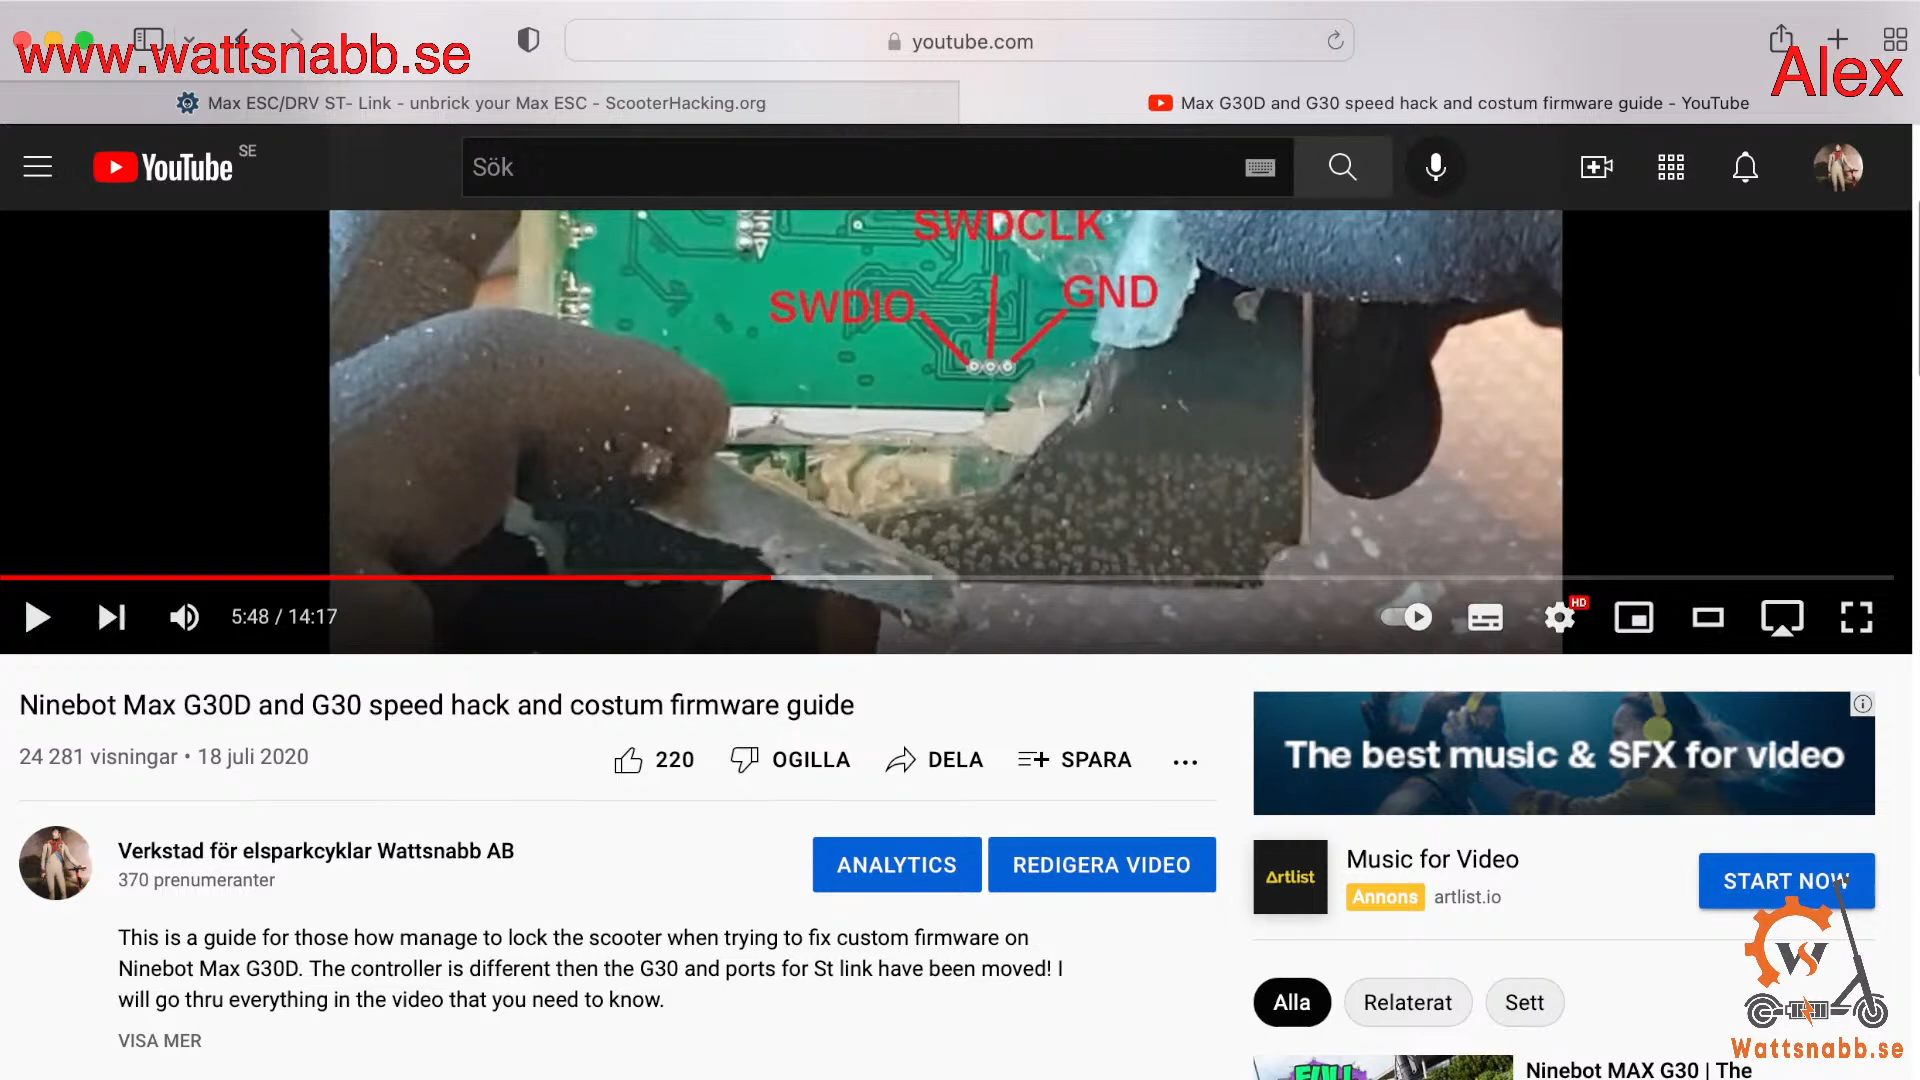 www.wattsnabb.se
Alex
youtube.com
Max ESC/DRV ST- Link - unbrick your Max ESC - ScooterHacking.org
Max G30D and G30 speed hack and costum firmware guide - YouTube
YouTube SE
Sök
SWDCLK
SWDIO
GND
5:48 / 14:17
HD
Ninebot Max G30D and G30 speed hack and costum firmware guide
24 281 visningar • 18 juli 2020
220
OGILLA
DELA
SPARA
Verkstad för elsparkcyklar Wattsnabb AB
370 prenumeranter
ANALYTICS
REDIGERA VIDEO
This is a guide for those how manage to lock the scooter when trying to fix custom firmware on
Ninebot Max G30D. The controller is different then the G30 and ports for St link have been moved! I
will go thru everything in the video that you need to know.
VISA MER
The best music & SFX for video
Artlist
Music for Video
Annons artlist.io
START NOW
Alla
Relaterat
Sett
WS
Wattsnabb.se
Ninebot MAX G30 | The